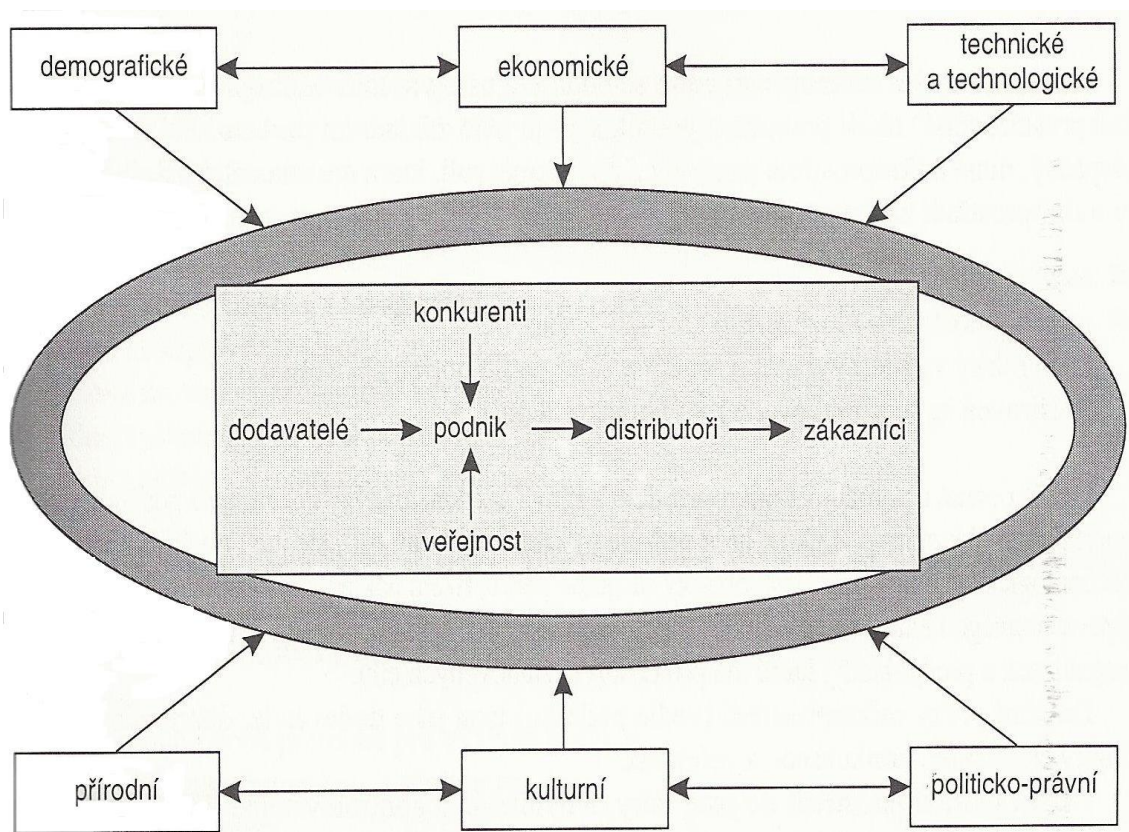 demografické
ekonomické
technické
a technologické
konkurenti
dodavatelé
podnik
distributoři
zákazníci
veřejnost
přírodní
kulturní
politicko-právní